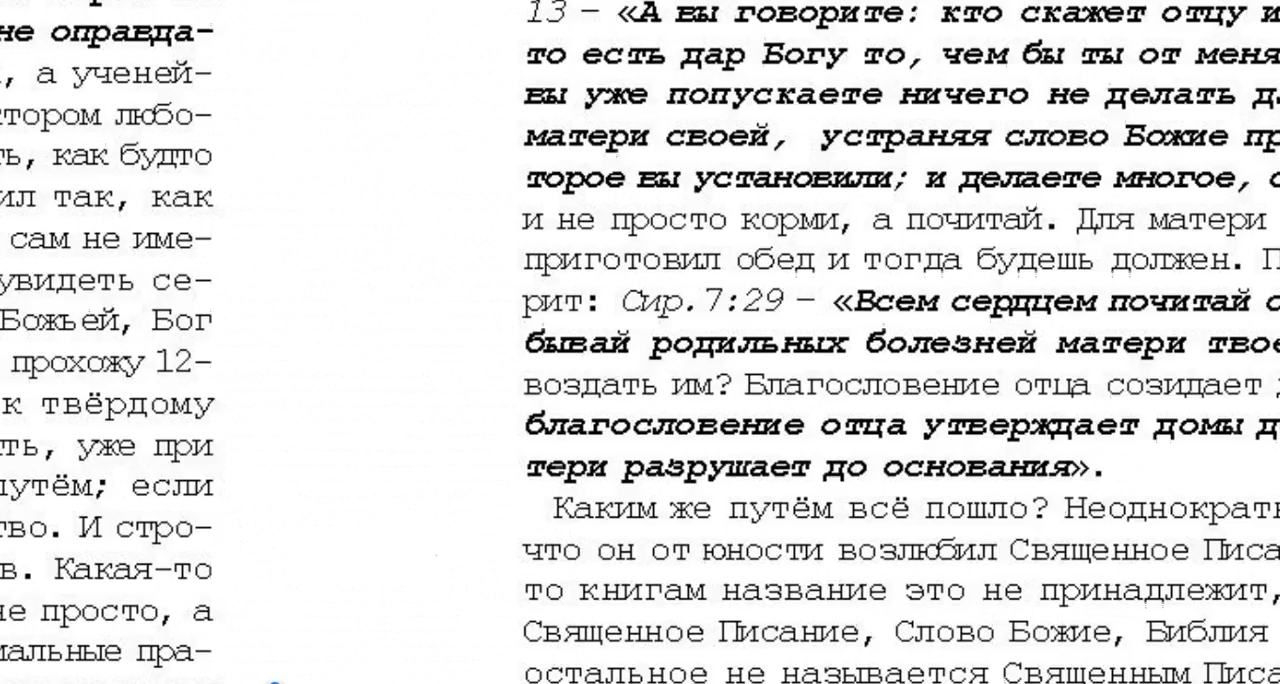 не оправда-
, а ученей-
тором любо-
ть, как будто
ил так, как
сам не име-
увидеть се-
Божьей, Бог
прохожу 12-
к твёрдому
ть, уже при
путём; если
тво. И стро-
в. Какая-то
не просто, а
иальные пра-
13 – «А вы говорите: кто скажет отцу и
то есть дар Богу то, чем бы ты от меня
вы уже попускаете ничего не делать д
матери своей, устраняя слово Божие пр
торое вы установили; и делаете многое, с
и не просто корми, а почитай. Для матери
приготовил обед и тогда будешь должен. П
рит: Сир.7:29 – «Всем сердцем почитай о
бывай родильных болезней матери твое
воздать им? Благословение отца созидает
благословение отца утверждает домы д
тери разрушает до основания».
Каким же путём всё пошло? Неоднократ
что он от юности возлюбил Священное Писа
то книгам название это не принадлежит,
Священное Писание, Слово Божие, Библия
остальное не называется Священным Писа